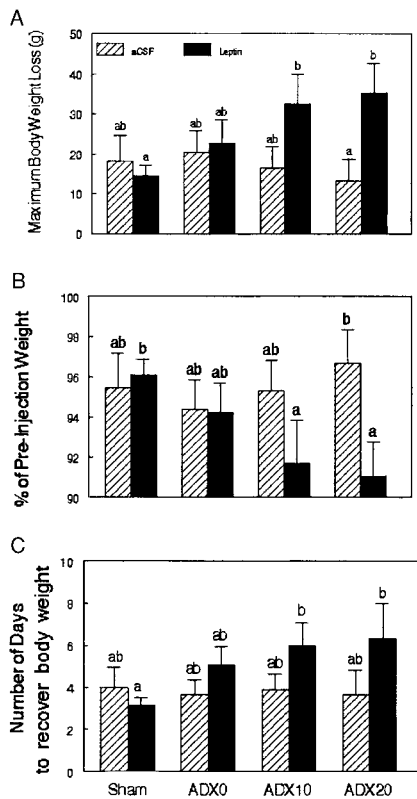 A
Maximum Body Weight Loss (g)
50
40
30
20
10
0
aCSF
Leptin
ab
a
ab
ab
ab
b
a
b
B
% of Pre-Injection Weight
100
98
96
94
92
90
ab
b
ab
ab
ab
a
b
a
C
Number of Days
to recover body weight
10
8
6
4
2
0
ab
a
ab
ab
ab
b
ab
b
Sham
ADX0
ADX10
ADX20